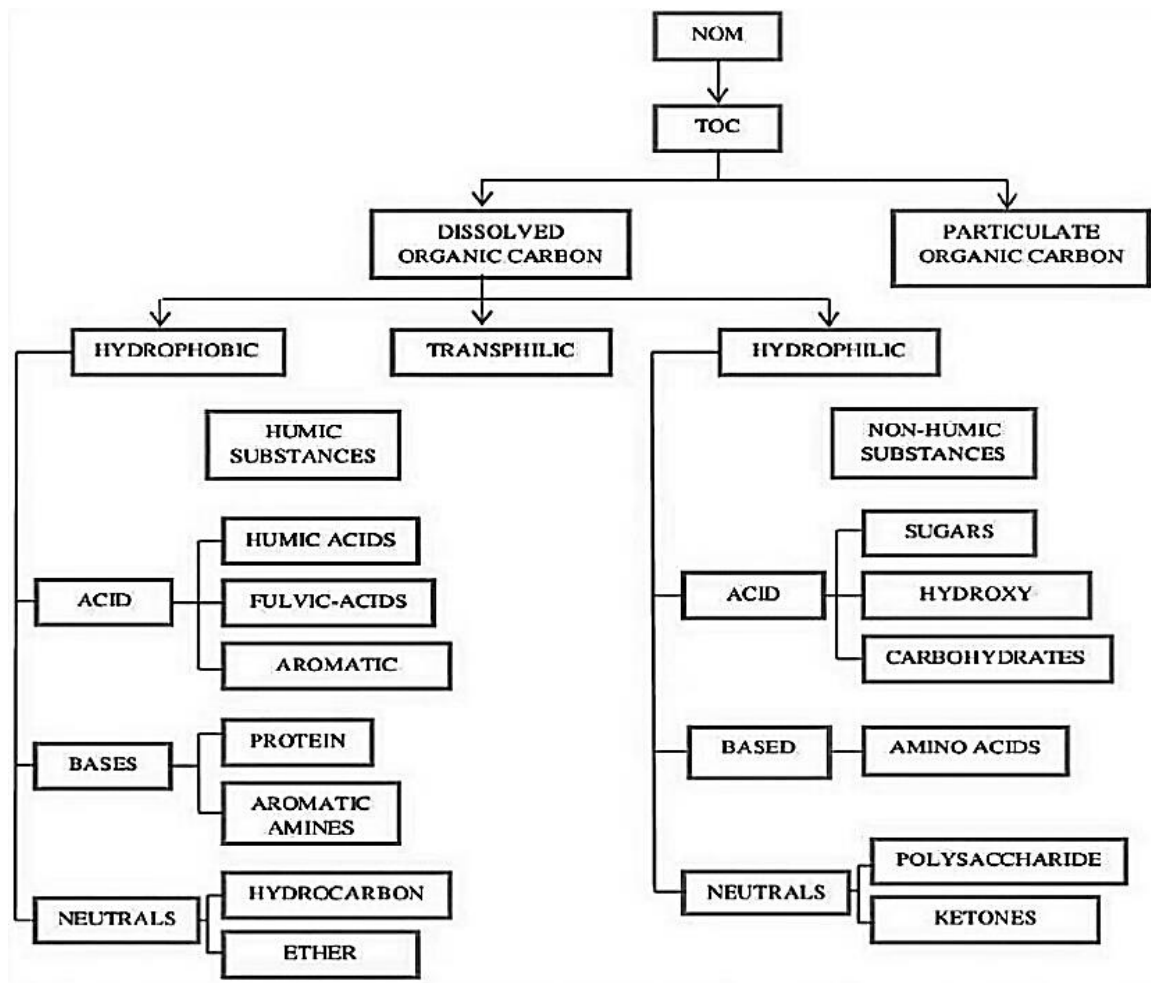 NOM
TOC
DISSOLVED
ORGANIC CARBON
PARTICULATE
ORGANIC CARBON
HYDROPHOBIC
TRANSPHILIC
HYDROPHILIC
HUMIC
SUBSTANCES
NON-HUMIC
SUBSTANCES
ACID
HUMIC ACIDS
FULVIC-ACIDS
AROMATIC
BASES
PROTEIN
AROMATIC
AMINES
NEUTRALS
HYDROCARBON
ETHER
ACID
SUGARS
HYDROXY
CARBOHYDRATES
BASED
AMINO ACIDS
NEUTRALS
POLYSACCHARIDE
KETONES